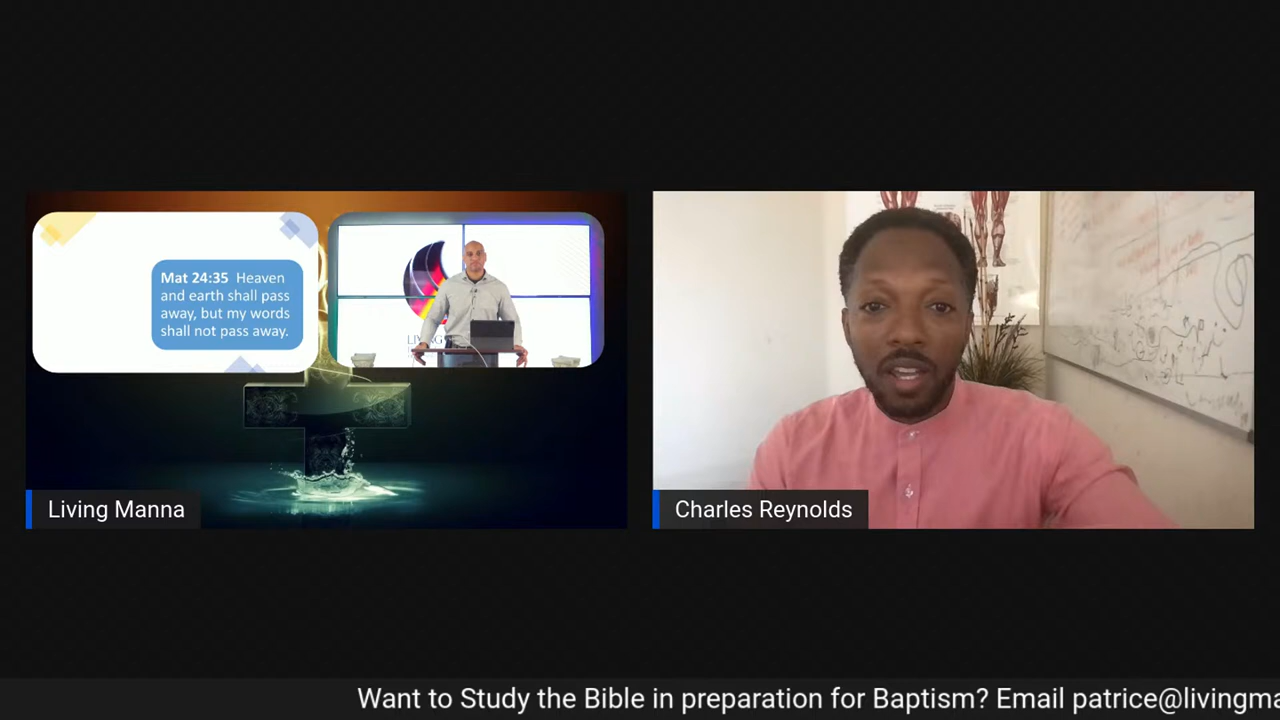 Mat 24:35 Heaven
and earth shall pass
away, but my words
shall not pass away.
Living Manna
Charles Reynolds
Want to Study the Bible in preparation for Baptism? Email patrice@livingma